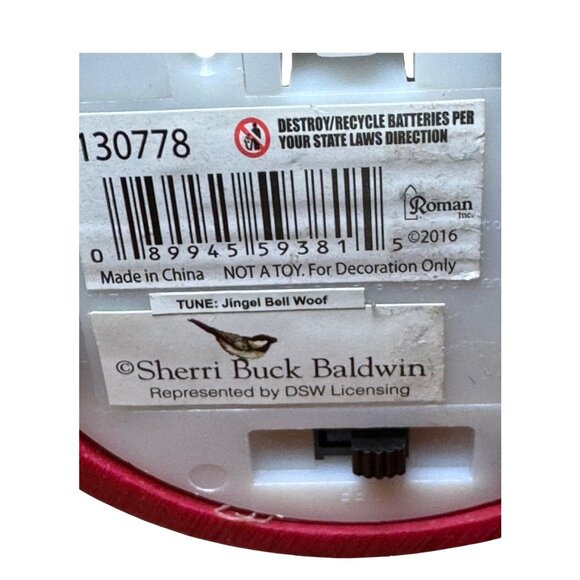 130778
DESTROY/RECYCLE BATTERIES PER
YOUR STATE LAWS DIRECTION
Roman
Inc.
©2016
0 89945 59381 5
Made in China NOT A TOY. For Decoration Only
TUNE: Jingel Bell Woof
©Sherri Buck Baldwin
Represented by DSW Licensing